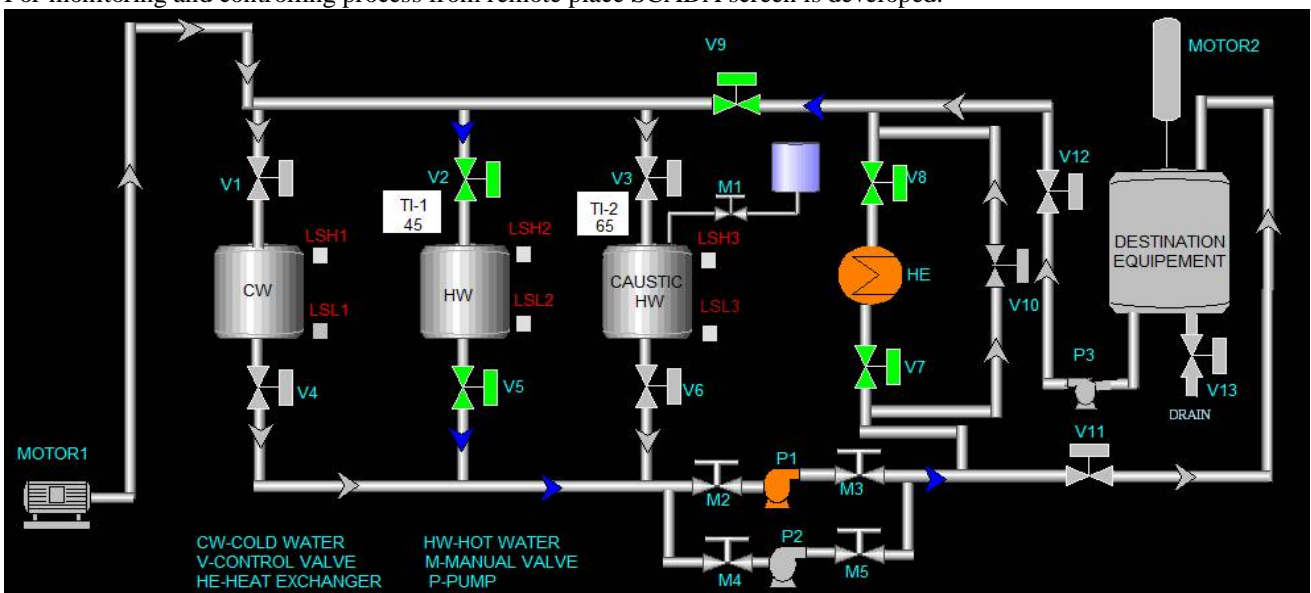 For monitoring and controlling process from remote place SCADA screen is developed.
V9
MOTOR2
V1
V2
V3
M1
V8
V12
TI-1
45
TI-2
65
LSH1
LSH2
LSH3
CW
HW
CAUSTIC
HW
HE
DESTINATION
EQUIPEMENT
LSL1
LSL2
LSL3
V10
V4
V5
V6
V7
P3
V13
DRAIN
MOTOR1
V11
P1
M2
M3
P2
M4
M5
CW-COLD WATER
HW-HOT WATER
V-CONTROL VALVE
M-MANUAL VALVE
HE-HEAT EXCHANGER
P-PUMP